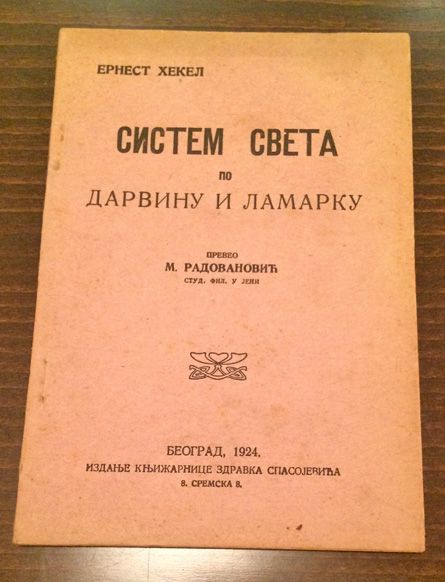 ЕРНЕСТ ХЕКЕЛ
СИСТЕМ СВЕТА
ПО
ДАРВИНУ И ЛАМАРКУ
ПРЕВЕО
М. РАДОВАНОВИЋ
СТУД. ФИЛ. У ЈЕНИ
БЕОГРАД, 1924.
ИЗДАЊЕ КЊИЖАРНИЦЕ ЗДРАВКА СПАСОЈЕВИЋА
8. СРЕМСКА 8.